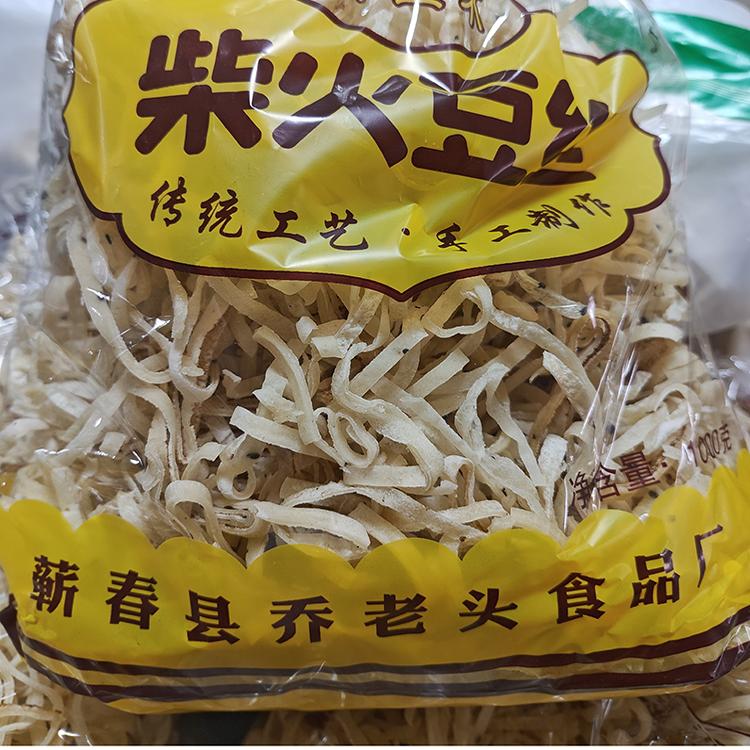 柴火豆丝
传统工艺·手工制作
净含量:1000克
蕲春县乔老头食品厂